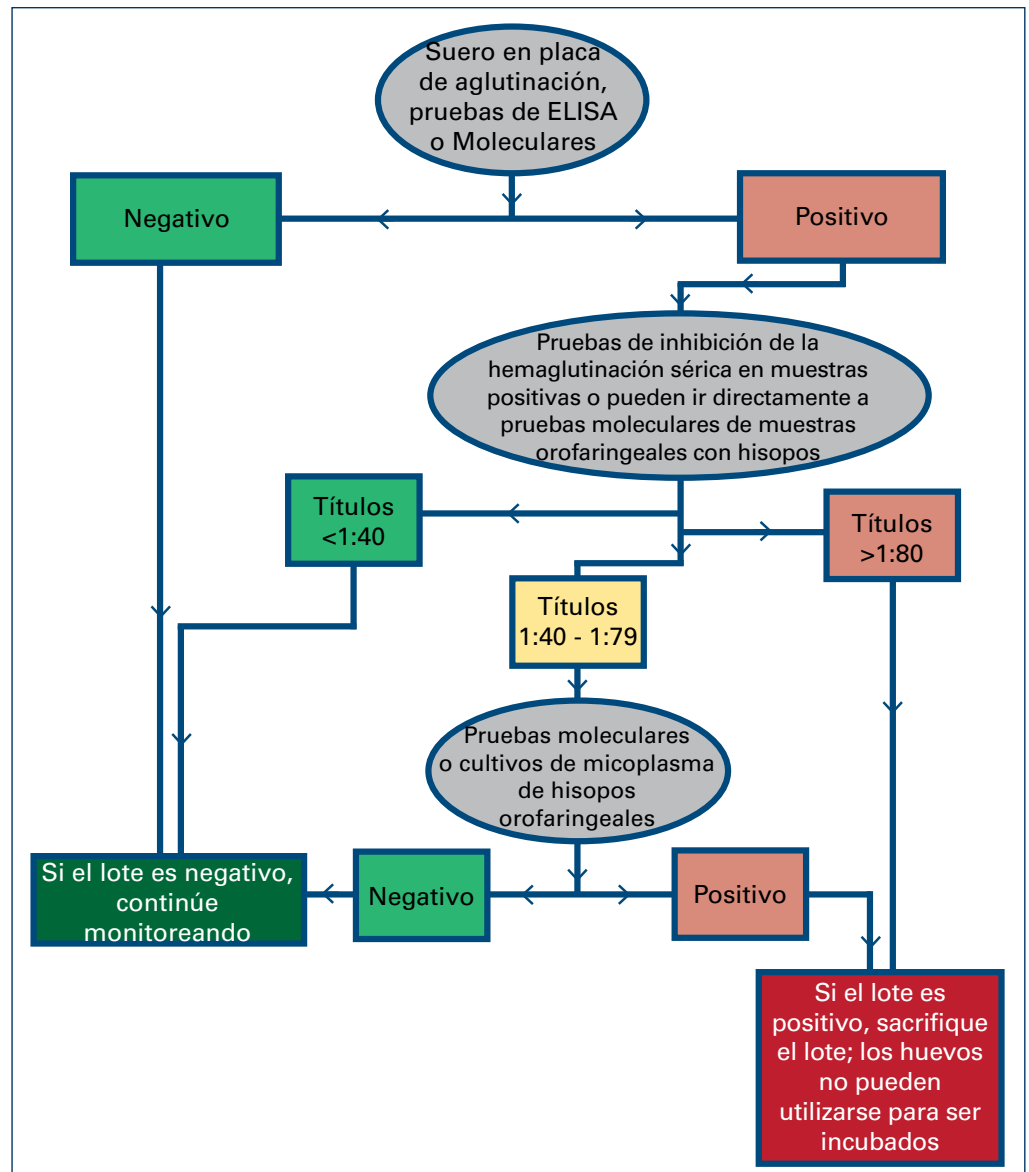 Suero en placa
de aglutinación,
pruebas de ELISA
o Moleculares
Negativo
Positivo
Pruebas de inhibición de la
hemaglutinación sérica en muestras
positivas o pueden ir directamente a
pruebas moleculares de muestras
orofaringeales con hisopos
Títulos
<1:40
Títulos
>1:80
Títulos
1:40 - 1:79
Pruebas moleculares
o cultivos de micoplasma
de hisopos
orofaringeales
Si el lote es negativo,
continúe
monitoreando
Negativo
Positivo
Si el lote es
positivo, sacrifique
el lote; los huevos
no pueden
utilizarse para ser
incubados